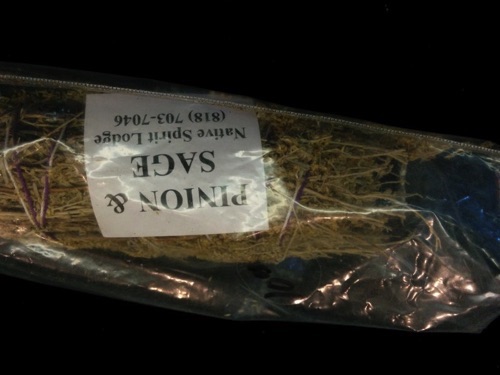 PINION &
SAGE
Native Spirit Lodge
(818) 703-7046